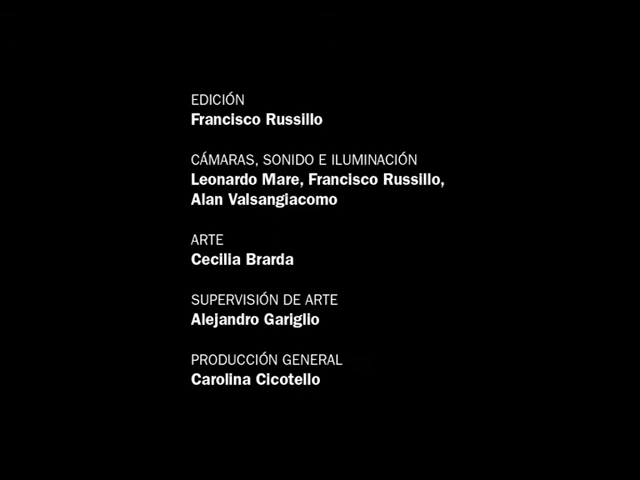 EDICIÓN
Francisco Russillo
CÁMARAS, SONIDO E ILUMINACIÓN
Leonardo Mare, Francisco Russillo,
Alan Valsangiacomo
ARTE
Cecilia Brarda
SUPERVISIÓN DE ARTE
Alejandro Gariglio
PRODUCCIÓN GENERAL
Carolina Cicotello